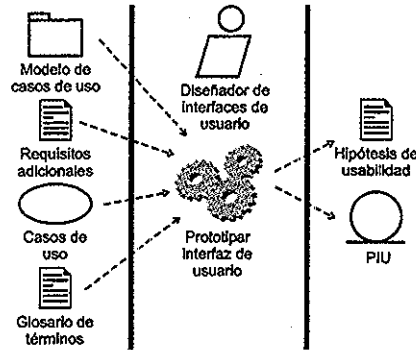 Modelo de
casos de uso
Requisitos
adicionales
Casos de
uso
Glosario de
términos
Diseñador de
interfaces de
usuario
Prototipar
interfaz de
usuario
Hipótesis de
usabilidad
PIU